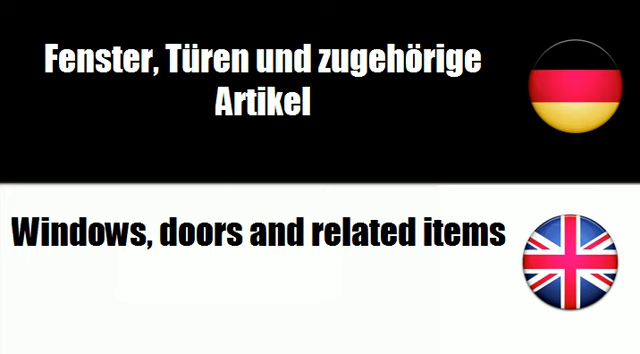 Fenster, Türen und zugehörige
Artikel
Windows, doors and related items